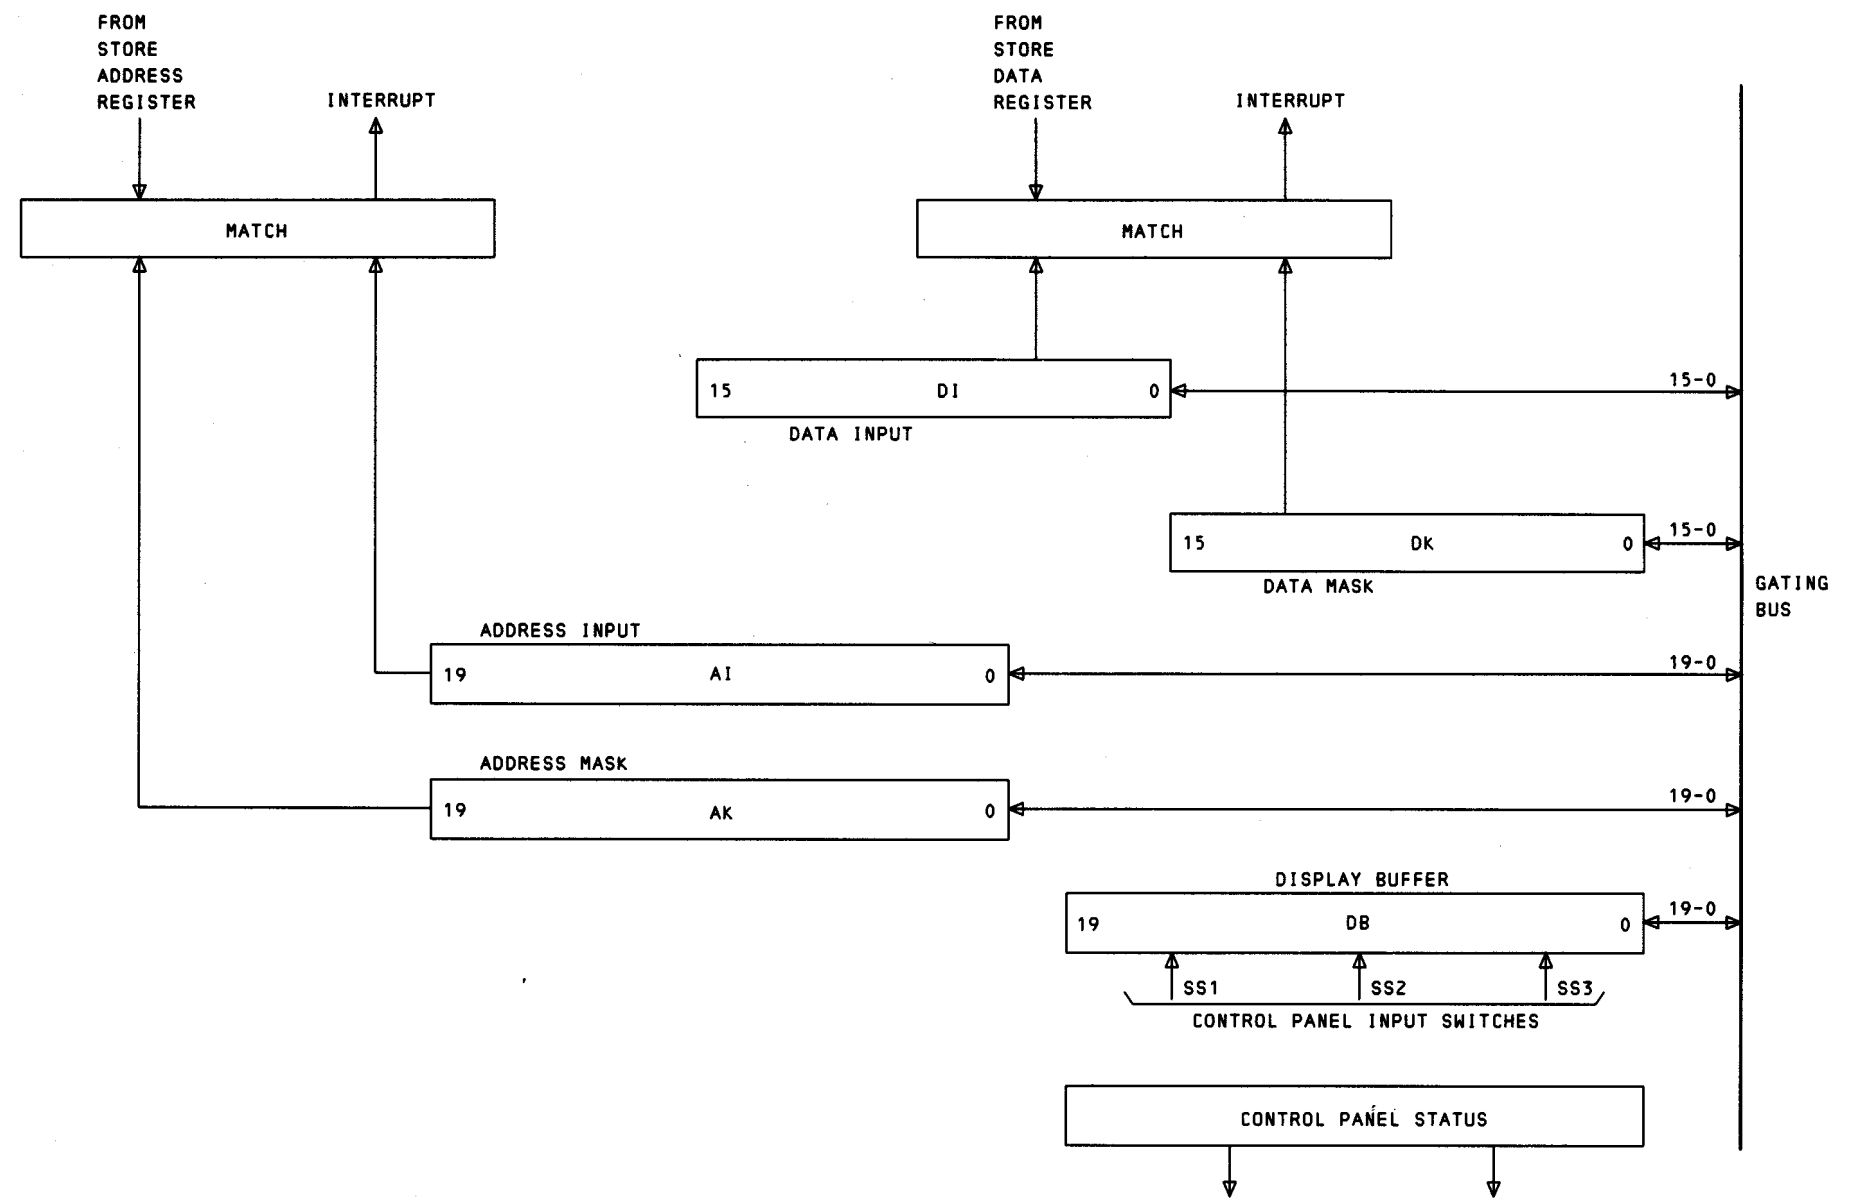 FROM
STORE
ADDRESS
REGISTER
INTERRUPT
FROM
STORE
DATA
REGISTER
INTERRUPT
MATCH
MATCH
15 DI 0
15-0
DATA INPUT
15 DK 0
15-0
DATA MASK
GATING
BUS
ADDRESS INPUT
19 AI 0
19-0
ADDRESS MASK
19 AK 0
19-0
DISPLAY BUFFER
19 DB 0
19-0
SS1 SS2 SS3
CONTROL PANEL INPUT SWITCHES
CONTROL PANEL STATUS